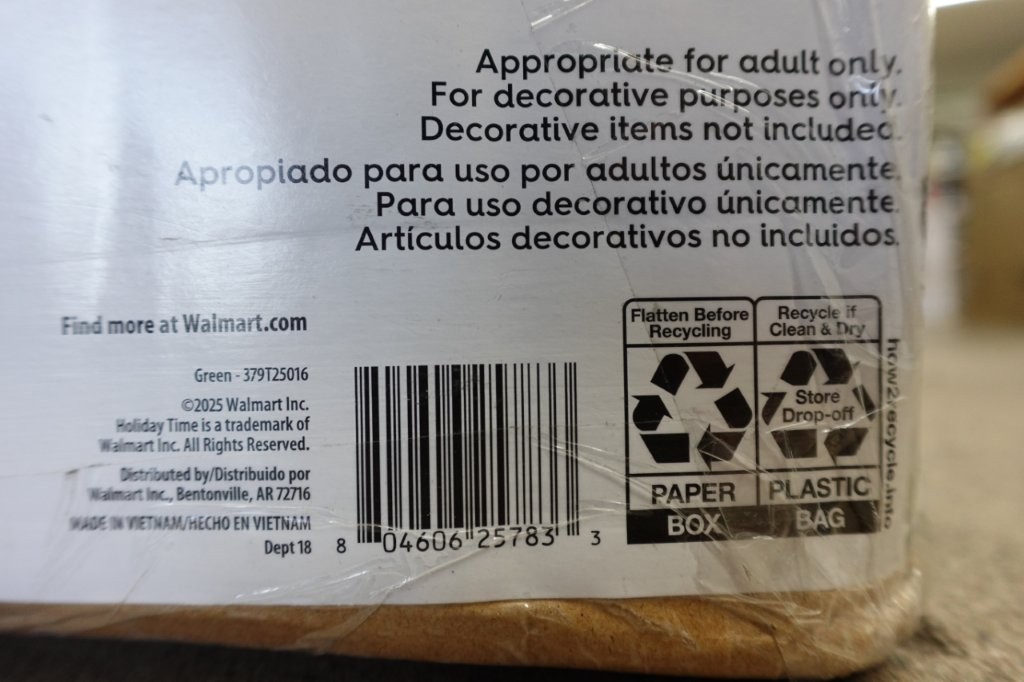 Appropriate for adult only.
For decorative purposes only.
Decorative items not included.
Apropiado para uso por adultos únicamente.
Para uso decorativo únicamente.
Artículos decorativos no incluidos.
Find more at Walmart.com
Green - 379T25016
©2025 Walmart Inc.
Holiday Time is a trademark of
Walmart Inc. All Rights Reserved.
Distributed by/Distribuido por
Walmart Inc., Bentonville, AR 72716
MADE IN VIETNAM/HECHO EN VIETNAM
Dept 18
8 04606 25783 3
Flatten Before
Recycling
PAPER
BOX
Recycle if
Clean & Dry
Store
Drop-off
PLASTIC
BAG
how2recycle.info